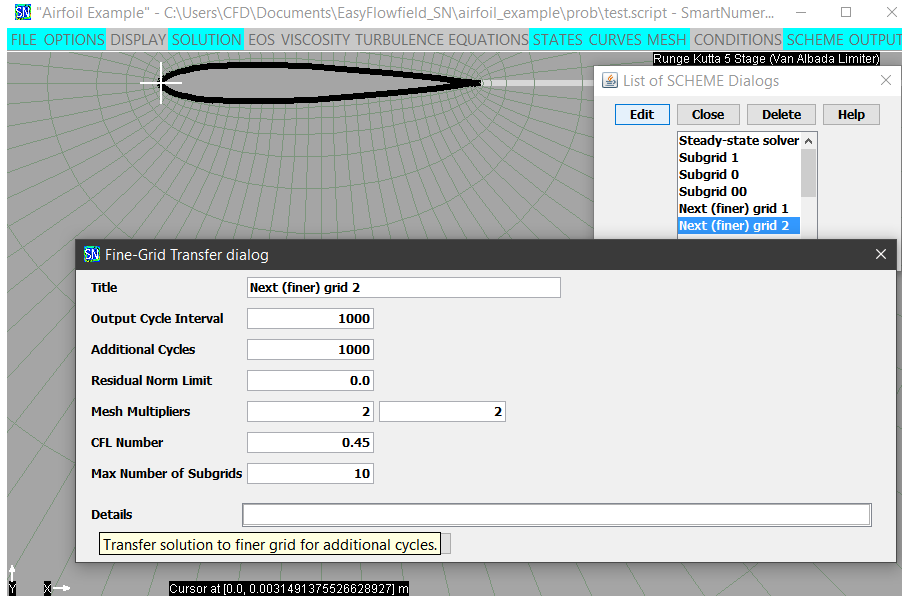 SN "Airfoil Example" - C:\Users\CFD\Documents\EasyFlowfield_SN\airfoil_example\prob\test.script - SmartNumer...
FILE OPTIONS DISPLAY SOLUTION EOS VISCOSITY TURBULENCE EQUATIONS STATES CURVES MESH CONDITIONS SCHEME OUTPUT
Runge Kutta 5 Stage (Van Albada Limiter)
List of SCHEME Dialogs
Edit Close Delete Help
Steady-state solver
Subgrid 1
Subgrid 0
Subgrid 00
Next (finer) grid 1
Next (finer) grid 2
SN Fine-Grid Transfer dialog
Title Next (finer) grid 2
Output Cycle Interval 1000
Additional Cycles 1000
Residual Norm Limit 0.0
Mesh Multipliers 2 2
CFL Number 0.45
Max Number of Subgrids 10
Details
Transfer solution to finer grid for additional cycles.
Y X Cursor at [0.0, 0.0031491375526628927] m